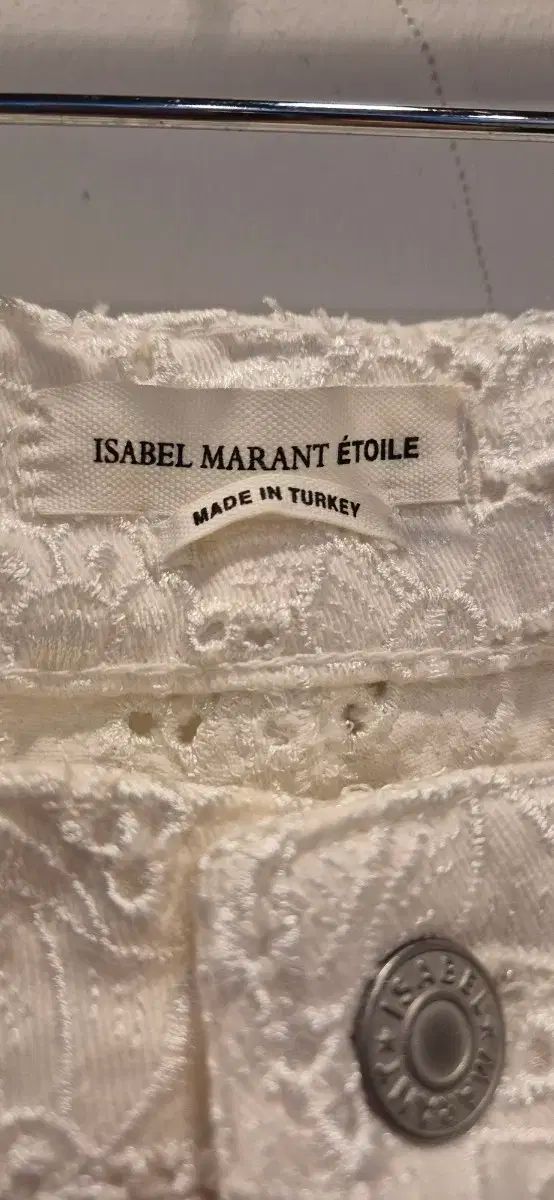 ISABEL MARANT ÉTOILE
MADE IN TURKEY
ISABEL★MARANT★